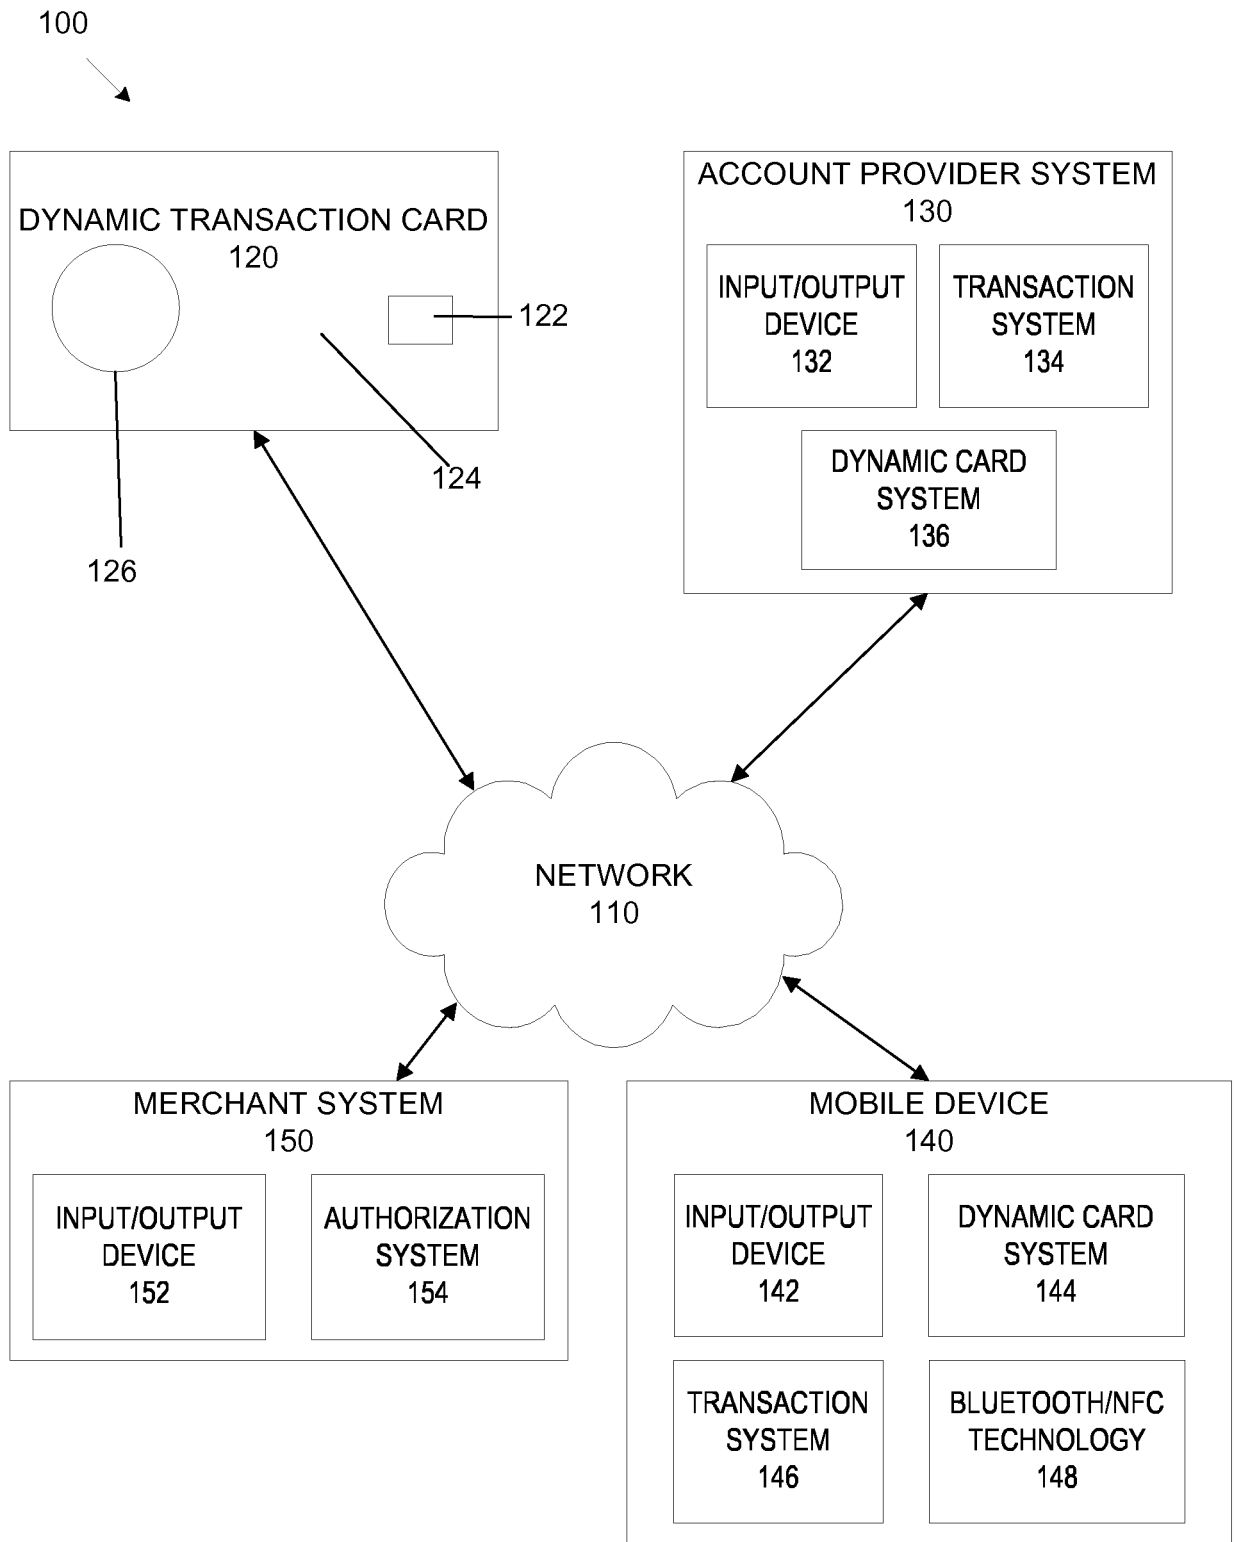 100
DYNAMIC TRANSACTION CARD
120
122
124
126
ACCOUNT PROVIDER SYSTEM
130
INPUT/OUTPUT
DEVICE
132
TRANSACTION
SYSTEM
134
DYNAMIC CARD
SYSTEM
136
NETWORK
110
MERCHANT SYSTEM
150
INPUT/OUTPUT
DEVICE
152
AUTHORIZATION
SYSTEM
154
MOBILE DEVICE
140
INPUT/OUTPUT
DEVICE
142
DYNAMIC CARD
SYSTEM
144
TRANSACTION
SYSTEM
146
BLUETOOTH/NFC
TECHNOLOGY
148